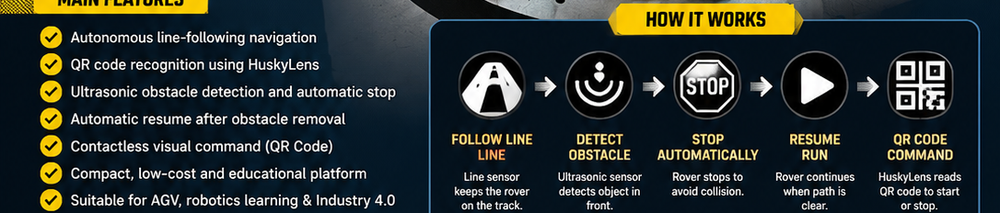 MAIN FEATURES
Autonomous line-following navigation
QR code recognition using HuskyLens
Ultrasonic obstacle detection and automatic stop
Automatic resume after obstacle removal
Contactless visual command (QR Code)
Compact, low-cost and educational platform
Suitable for AGV, robotics learning & Industry 4.0
HOW IT WORKS
STOP
FOLLOW LINE
LINE
Line sensor
keeps the rover
on the track.
DETECT
OBSTACLE
Ultrasonic sensor
detects object in
front.
STOP
AUTOMATICALLY
Rover stops to
avoid collision.
RESUME
RUN
Rover continues
when path is
clear.
QR CODE
COMMAND
HuskyLens reads
QR code to start
or stop.